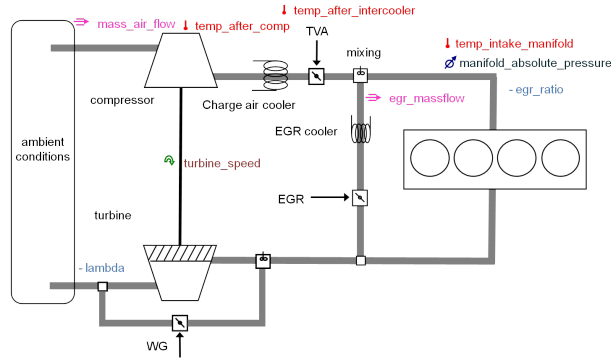 mass_air_flow
temp_after_comp
temp_after_intercooler
TVA
mixing
temp_intake_manifold
manifold_absolute_pressure
compressor
Charge air cooler
egr_massflow
- egr_ratio
EGR cooler
ambient
conditions
turbine_speed
EGR
turbine
- lambda
WG